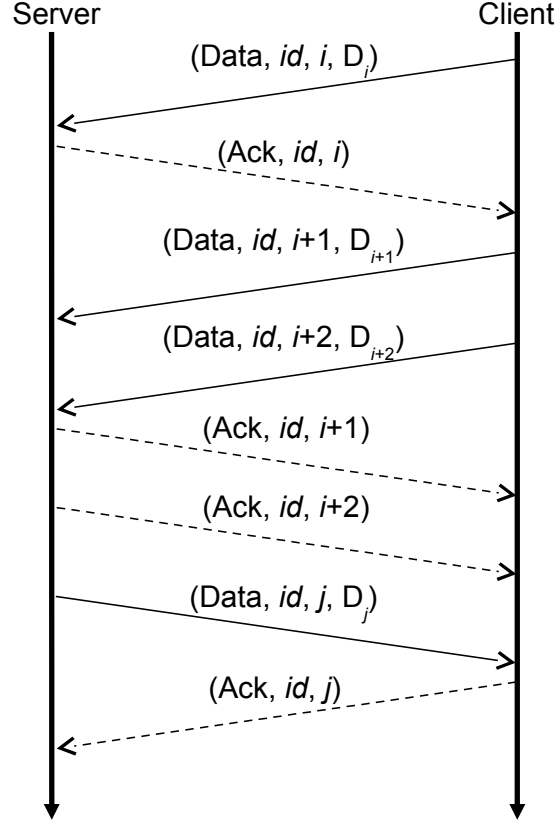 Server Client
(Data, id, i, Dᵢ)
(Ack, id, i)
(Data, id, i+1, Dᵢ₊₁)
(Data, id, i+2, Dᵢ₊₂)
(Ack, id, i+1)
(Ack, id, i+2)
(Data, id, j, Dⱼ)
(Ack, id, j)